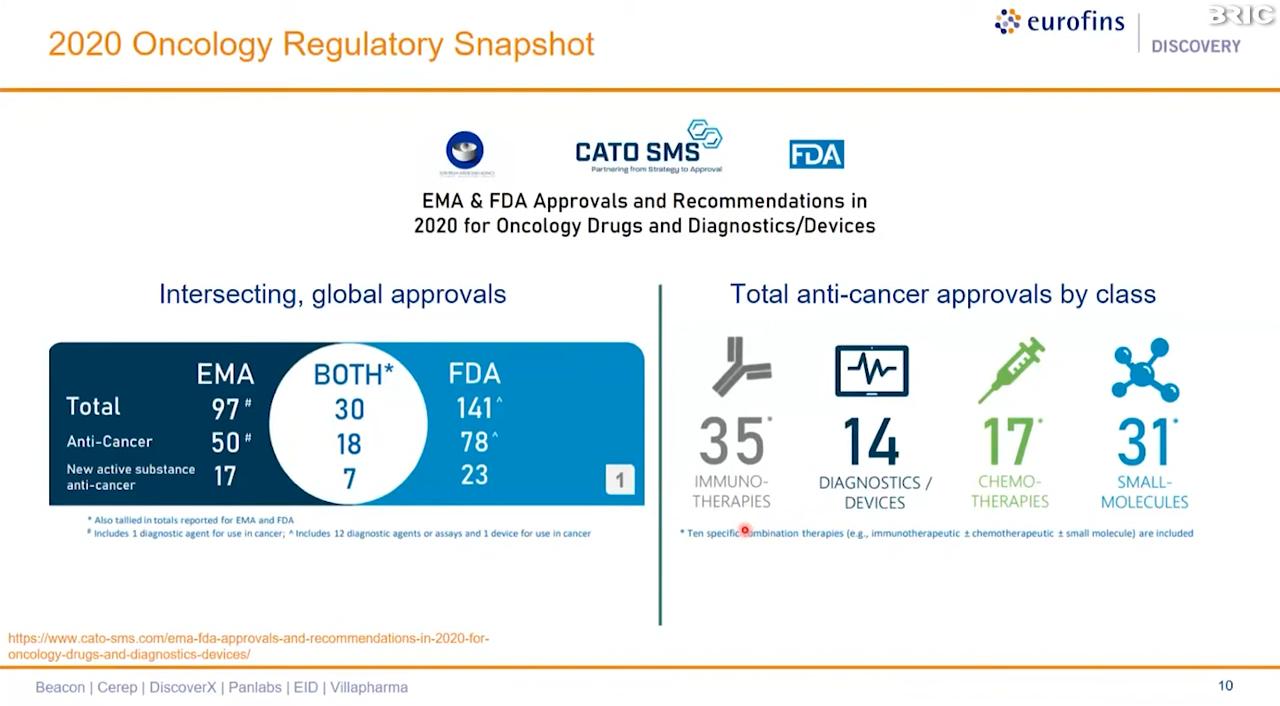 2020 Oncology Regulatory Snapshot
eurofins
DISCOVERY
BRIC
CATO SMS
Partnering from Strategy to Approval
FDA
EMA & FDA Approvals and Recommendations in
2020 for Oncology Drugs and Diagnostics/Devices
Intersecting, global approvals
EMA BOTH* FDA
Total 97# 30 141^
Anti-Cancer 50# 18 78^
New active substance
anti-cancer 17 7 23
1
* Also tallied in totals reported for EMA and FDA
# Includes 1 diagnostic agent for use in cancer; ^ Includes 12 diagnostic agents or assays and 1 device for use in cancer
Total anti-cancer approvals by class
35* 14 17* 31*
IMMUNO-
THERAPIES
DIAGNOSTICS /
DEVICES
CHEMO-
THERAPIES
SMALL-
MOLECULES
* Ten specific combination therapies (e.g., immunotherapeutic ± chemotherapeutic ± small molecule) are included
https://www.cato-sms.com/ema-fda-approvals-and-recommendations-in-2020-for-
oncology-drugs-and-diagnostics-devices/
Beacon | Cerep | DiscoverX | Panlabs | EID | Villapharma
10